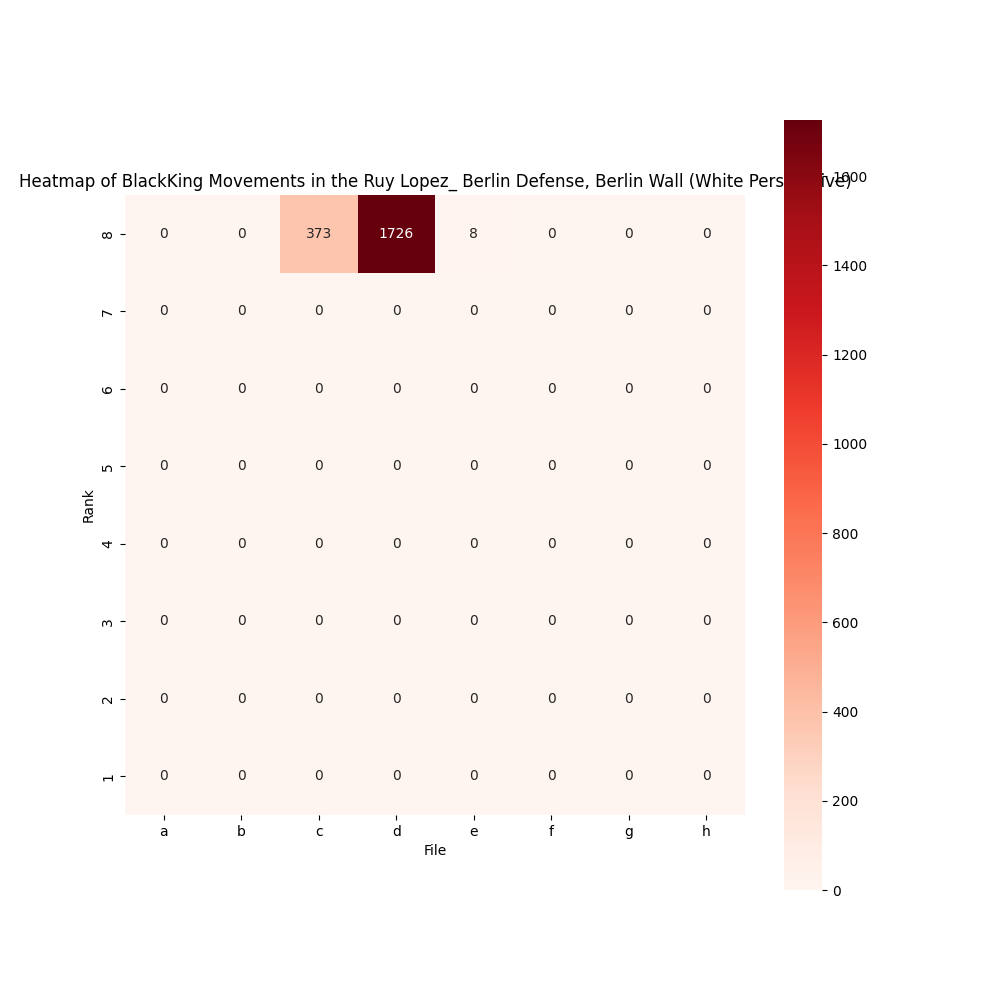 Heatmap of BlackKing Movements in the Ruy Lopez_ Berlin Defense, Berlin Wall (White Perspective)
1600
8 0 0 373 1726 8 0 0 0
1400
7 0 0 0 0 0 0 0 0
1200
6 0 0 0 0 0 0 0 0
1000
5 0 0 0 0 0 0 0 0
Rank
800
4 0 0 0 0 0 0 0 0
600
3 0 0 0 0 0 0 0 0
400
2 0 0 0 0 0 0 0 0
200
1 0 0 0 0 0 0 0 0
a b c d e f g h
File
0